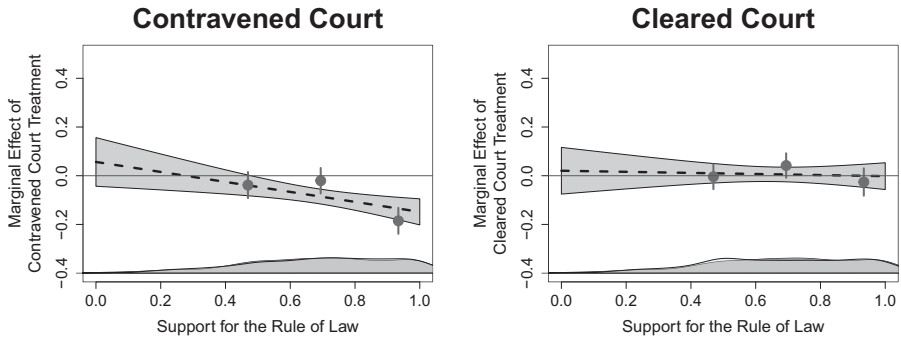 Contravened Court
Marginal Effect of
Contravened Court Treatment
0.4
0.2
0.0
−0.2
−0.4
0.0 0.2 0.4 0.6 0.8 1.0
Support for the Rule of Law
Cleared Court
Marginal Effect of
Cleared Court Treatment
0.4
0.2
0.0
−0.2
−0.4
0.0 0.2 0.4 0.6 0.8 1.0
Support for the Rule of Law